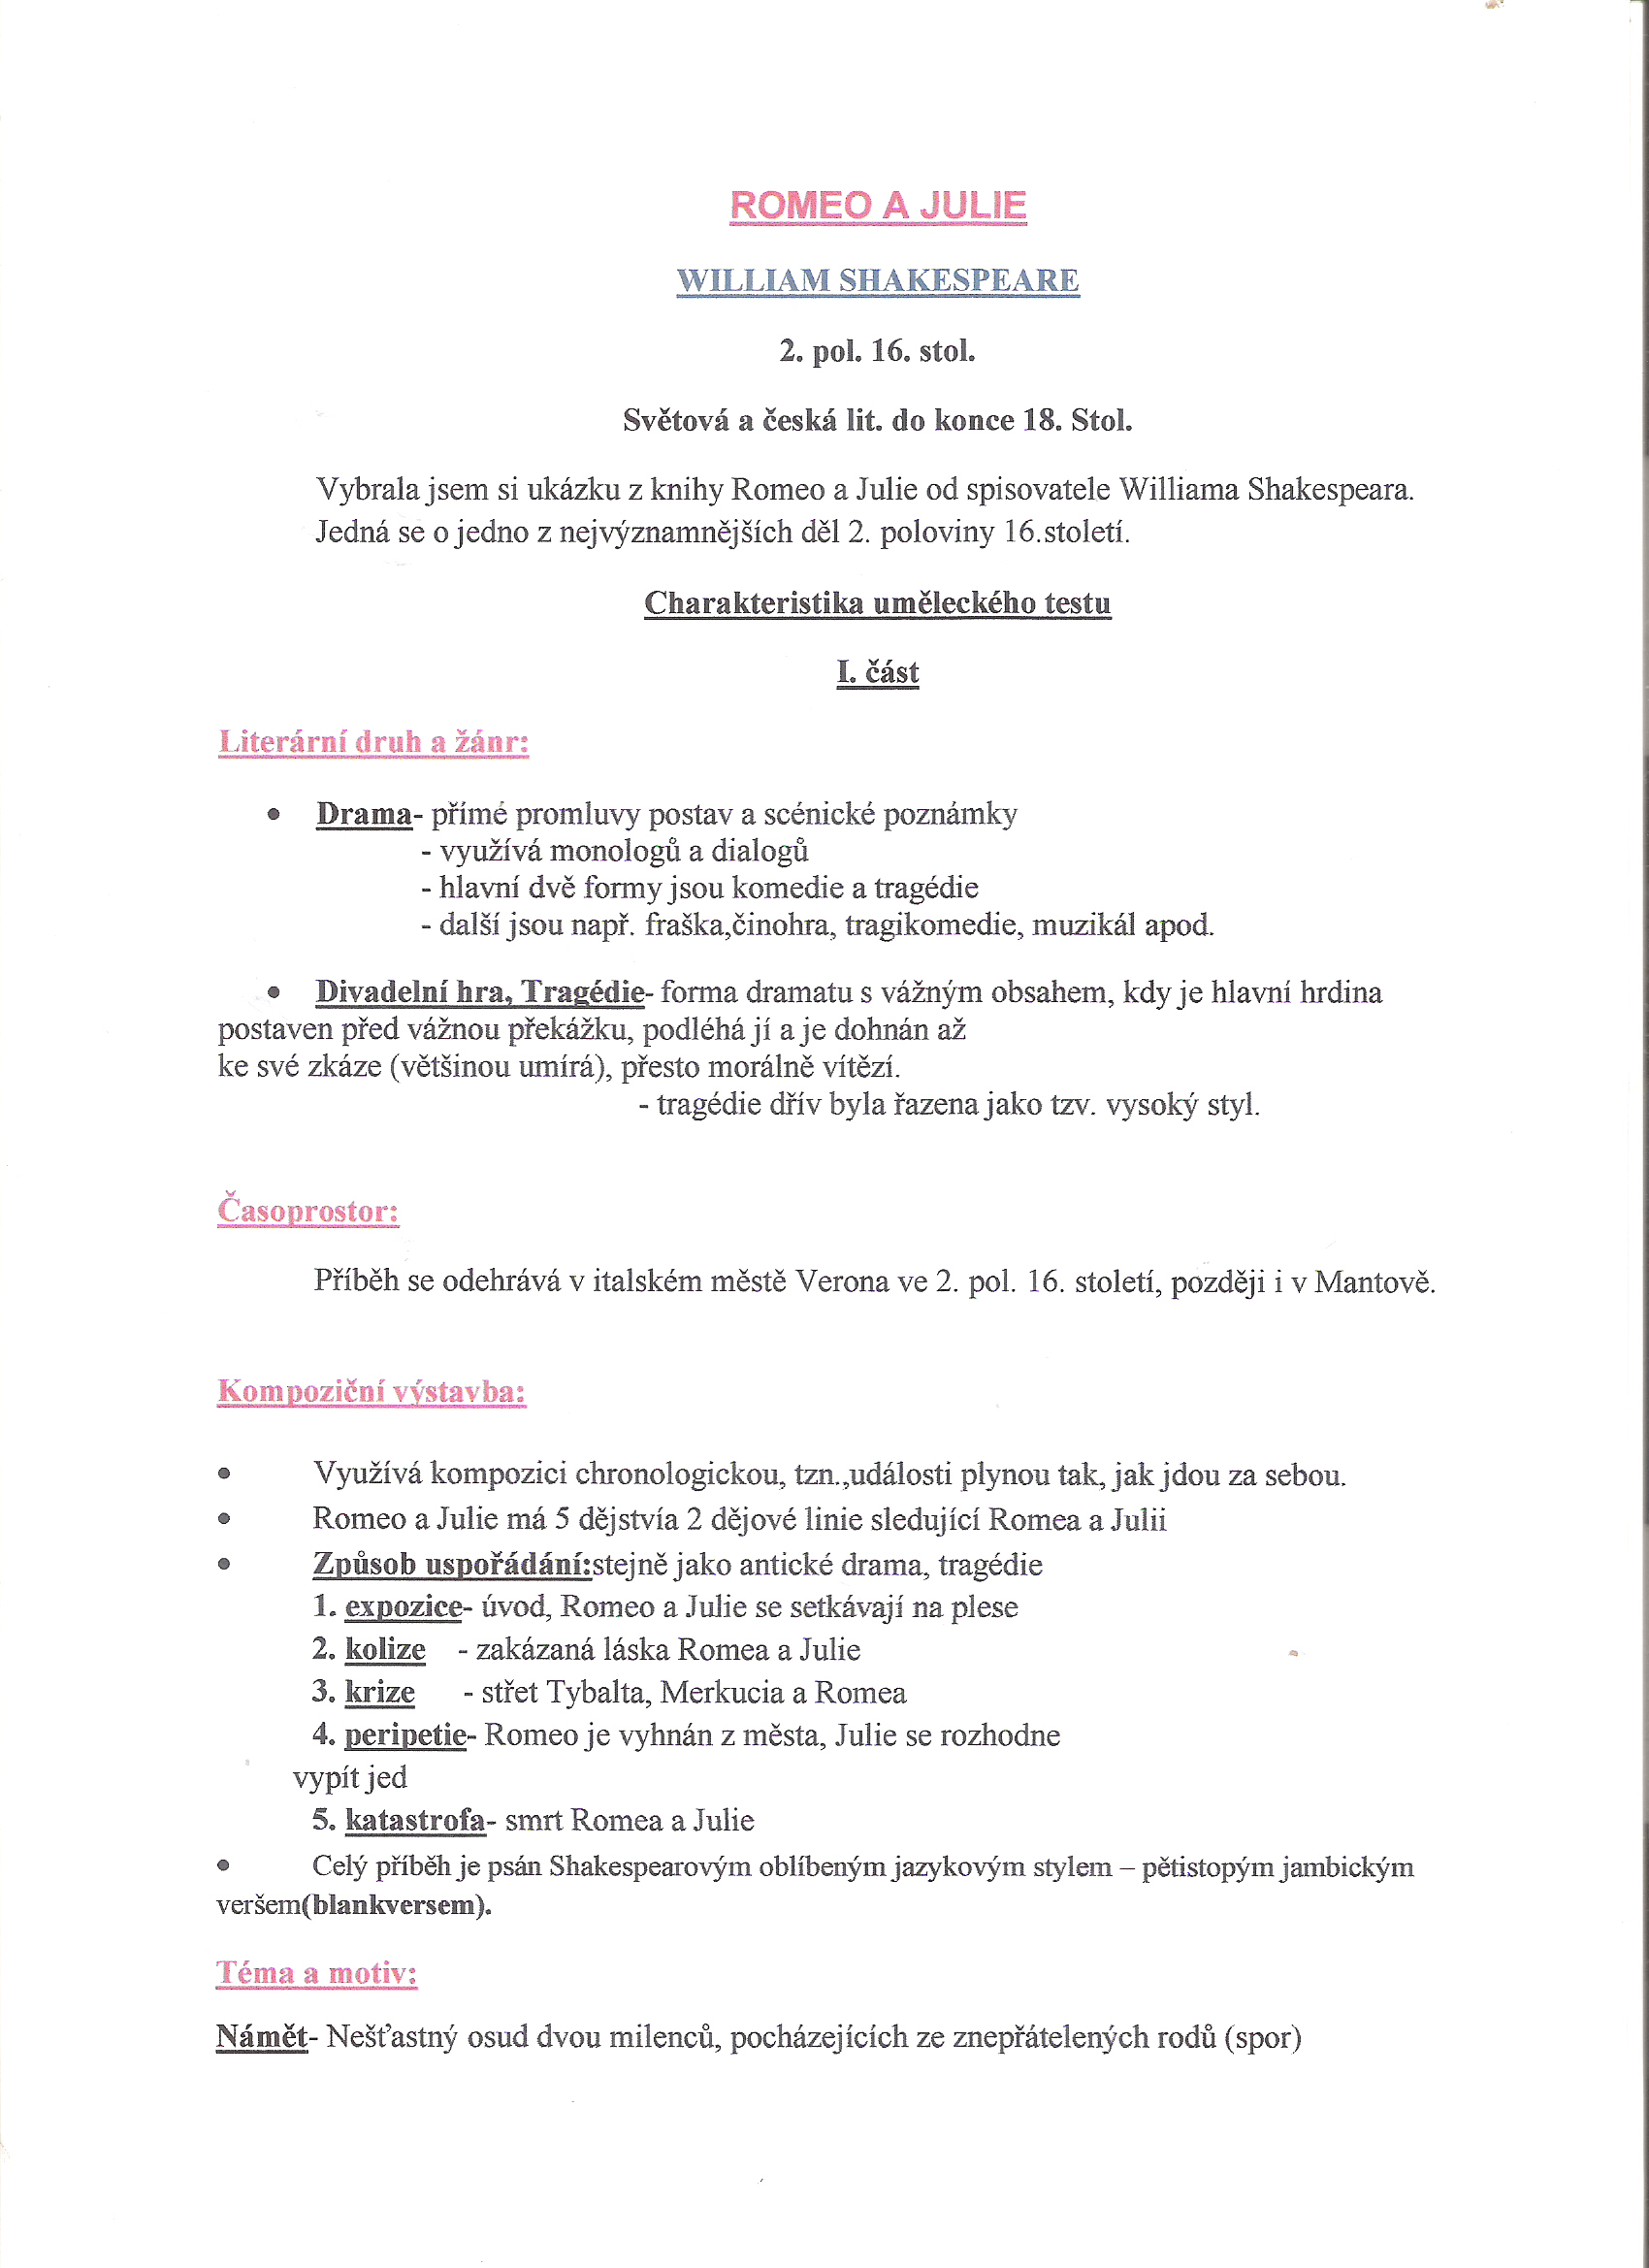 ROMEO A JULIE
WILLIAM SHAKESPEARE
2. pol. 16. stol.
Světová a česká lit. do konce 18. Stol.
Vybrala jsem si ukázku z knihy Romeo a Julie od spisovatele Williama Shakespeara.
Jedná se o jedno z nejvýznamnějších děl 2. poloviny 16.století.
Charakteristika uměleckého testu
I. část
Literární druh a žánr:
• Drama- přímé promluvy postav a scénické poznámky
- využívá monologů a dialogů
- hlavní dvě formy jsou komedie a tragédie
- další jsou např. fraška,činohra, tragikomedie, muzikál apod.
• Divadelní hra, Tragédie- forma dramatu s vážným obsahem, kdy je hlavní hrdina
postaven před vážnou překážku, podléhá jí a je dohnán až
ke své zkáze (většinou umírá), přesto morálně vítězí.
- tragédie dřív byla řazena jako tzv. vysoký styl.
Časoprostor:
Příběh se odehrává v italském městě Verona ve 2. pol. 16. století, později i v Mantově.
Kompoziční výstavba:
• Využívá kompozici chronologickou, tzn.,události plynou tak, jak jdou za sebou.
• Romeo a Julie má 5 dějstvía 2 dějové linie sledující Romea a Julii
• Způsob uspořádání:stejně jako antické drama, tragédie
1. expozice- úvod, Romeo a Julie se setkávají na plese
2. kolize - zakázaná láska Romea a Julie
3. krize - střet Tybalta, Merkucia a Romea
4. peripetie- Romeo je vyhnán z města, Julie se rozhodne
vypít jed
5. katastrofa- smrt Romea a Julie
• Celý příběh je psán Shakespearovým oblíbeným jazykovým stylem – pětistopým jambickým
veršem(blankversem).
Téma a motiv:
Námět- Nešťastný osud dvou milenců, pocházejících ze znepřátelených rodů (spor)